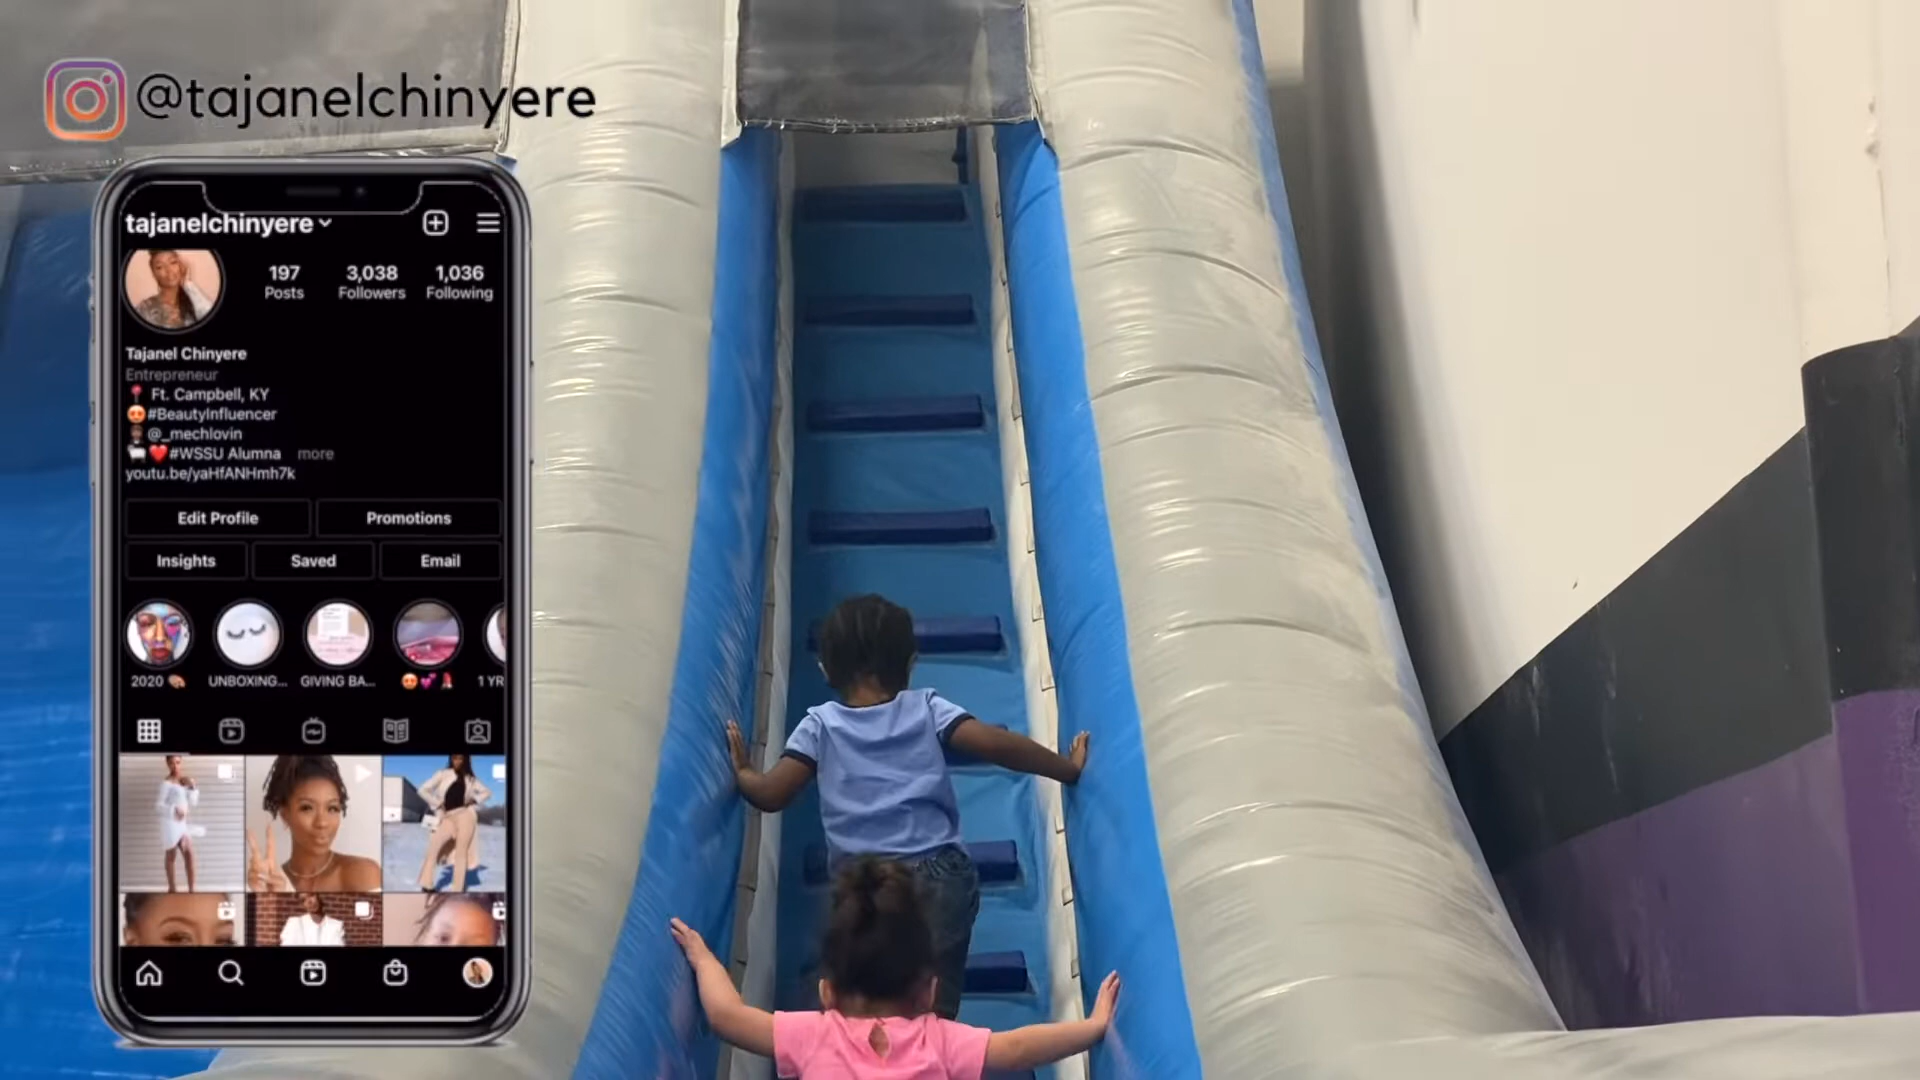 @tajanelchinyere
tajanelchinyere
197 3,038 1,036
Posts Followers Following
Tajanel Chinyere
Entrepreneur
📍 Ft. Campbell, KY
😍#BeautyInfluencer
@_mechlovin
🐑❤️#WSSU Alumna more
youtu.be/yaHfANHmh7k
Edit Profile Promotions
Insights Saved Email
2020 🎨 UNBOXING... GIVING BA... 😍💕💄 1 YR